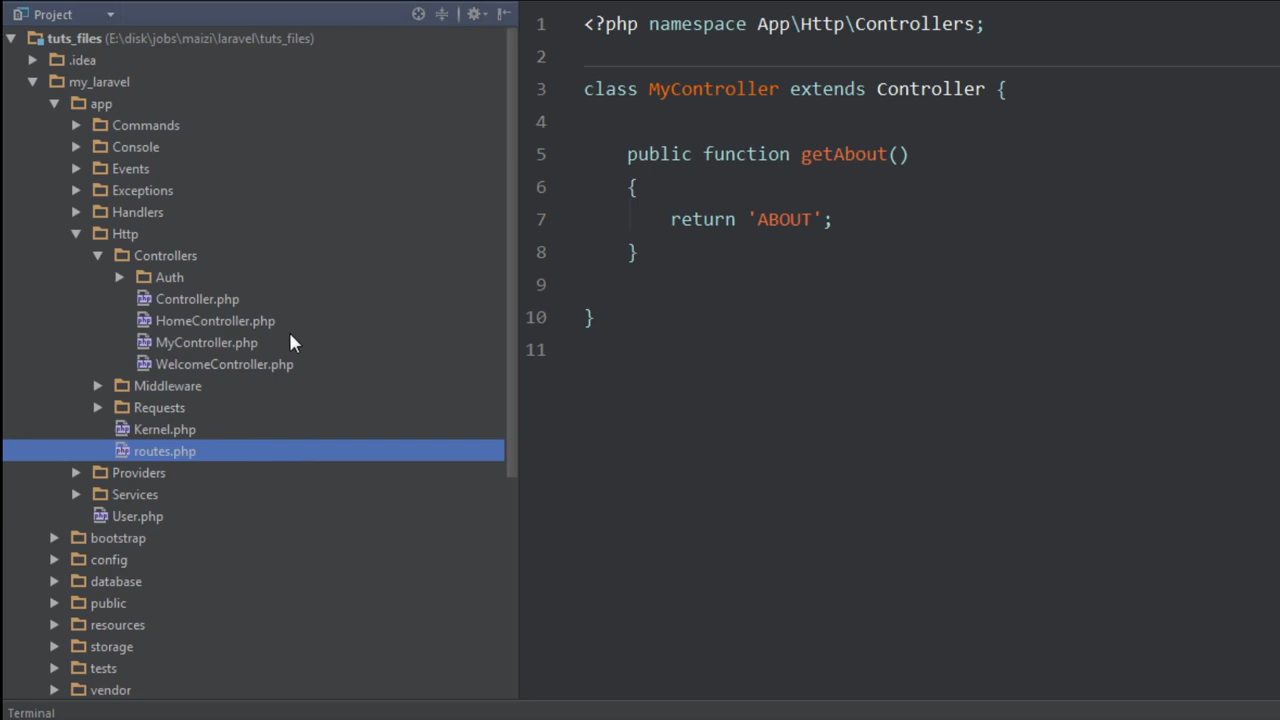 Project
tuts_files (E:\disk\jobs\maizi\laravel\tuts_files)
.idea
my_laravel
app
Commands
Console
Events
Exceptions
Handlers
Http
Controllers
Auth
Controller.php
HomeController.php
MyController.php
WelcomeController.php
Middleware
Requests
Kernel.php
routes.php
Providers
Services
User.php
bootstrap
config
database
public
resources
storage
tests
vendor
Terminal
1 <?php namespace App\Http\Controllers;
2
3 class MyController extends Controller {
4
5 public function getAbout()
6 {
7 return 'ABOUT';
8 }
9
10 }
11